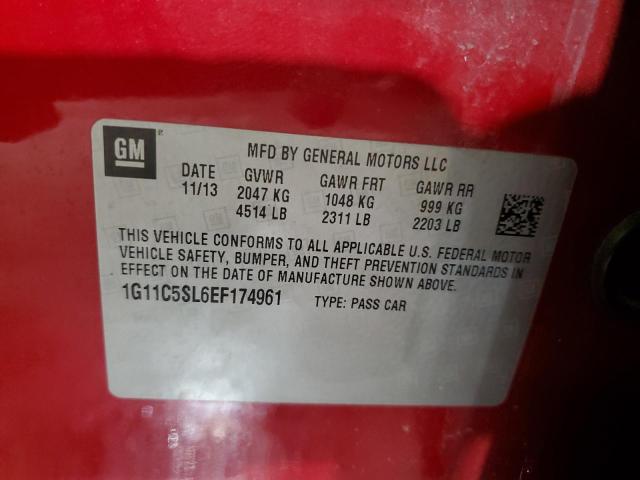 GM
MFD BY GENERAL MOTORS LLC
DATE GVWR GAWR FRT GAWR RR
11/13 2047 KG 1048 KG 999 KG
4514 LB 2311 LB 2203 LB
THIS VEHICLE CONFORMS TO ALL APPLICABLE U.S. FEDERAL MOTOR
VEHICLE SAFETY, BUMPER, AND THEFT PREVENTION STANDARDS IN
EFFECT ON THE DATE OF MANUFACTURE SHOWN ABOVE.
1G11C5SL6EF174961 TYPE: PASS CAR